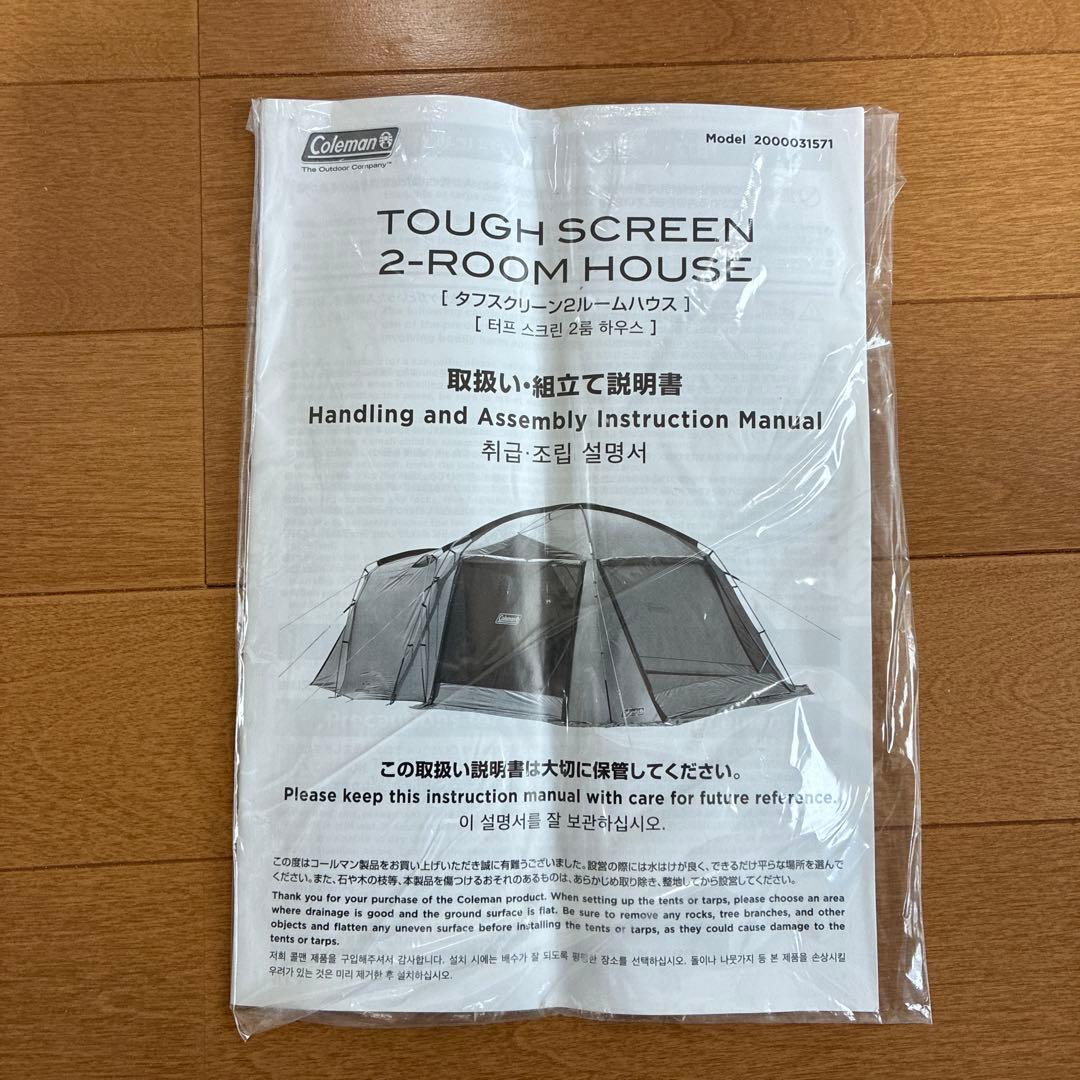 Coleman
The Outdoor Company™
Model 2000031571
TOUGH SCREEN
2-ROOM HOUSE
[ タフスクリーン2ルームハウス ]
[ 터프 스크린 2룸 하우스 ]
取扱い・組立て説明書
Handling and Assembly Instruction Manual
취급·조립 설명서
Coleman
この取扱い説明書は大切に保管してください。
Please keep this instruction manual with care for future reference.
이 설명서를 잘 보관하십시오.
この度はコールマン製品をお買い上げいただき誠に有難うございました。設営の際には水はけが良く、できるだけ平らな場所を選んで
ください。また、石や木の枝等、本製品を傷つけるおそれのあるものは、あらかじめ取り除き、整地してから設営してください。
Thank you for your purchase of the Coleman product. When setting up the tents or tarps, please choose an area
where drainage is good and the ground surface is flat. Be sure to remove any rocks, tree branches, and other
objects and flatten any uneven surface before installing the tents or tarps, as they could cause damage to the
tents or tarps.
저희 콜맨 제품을 구입해주셔서 감사합니다. 설치 시에는 배수가 잘 되도록 평평한 장소를 선택하십시오. 돌이나 나뭇가지 등 본 제품을 손상시킬
우려가 있는 것은 미리 제거한 후 설치하십시오.